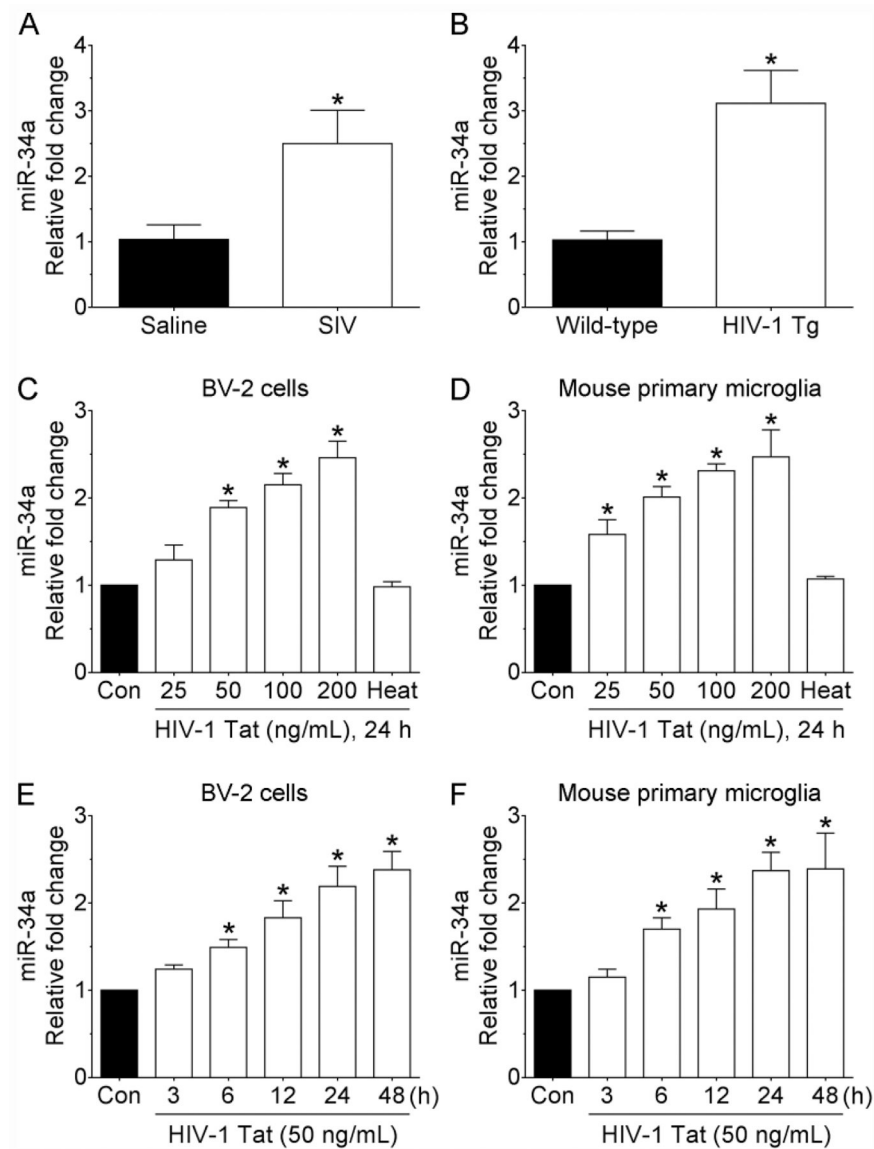 A
miR-34a
Relative fold change
4
3
2
1
0
*
Saline
SIV
B
miR-34a
Relative fold change
4
3
2
1
0
*
Wild-type
HIV-1 Tg
C
BV-2 cells
miR-34a
Relative fold change
3
2
1
0
* * *
Con 25 50 100 200 Heat
HIV-1 Tat (ng/mL), 24 h
D
Mouse primary microglia
miR-34a
Relative fold change
3
2
1
0
* * * *
Con 25 50 100 200 Heat
HIV-1 Tat (ng/mL), 24 h
E
BV-2 cells
miR-34a
Relative fold change
3
2
1
0
* * * *
Con 3 6 12 24 48 (h)
HIV-1 Tat (50 ng/mL)
F
Mouse primary microglia
miR-34a
Relative fold change
3
2
1
0
* * * *
Con 3 6 12 24 48 (h)
HIV-1 Tat (50 ng/mL)